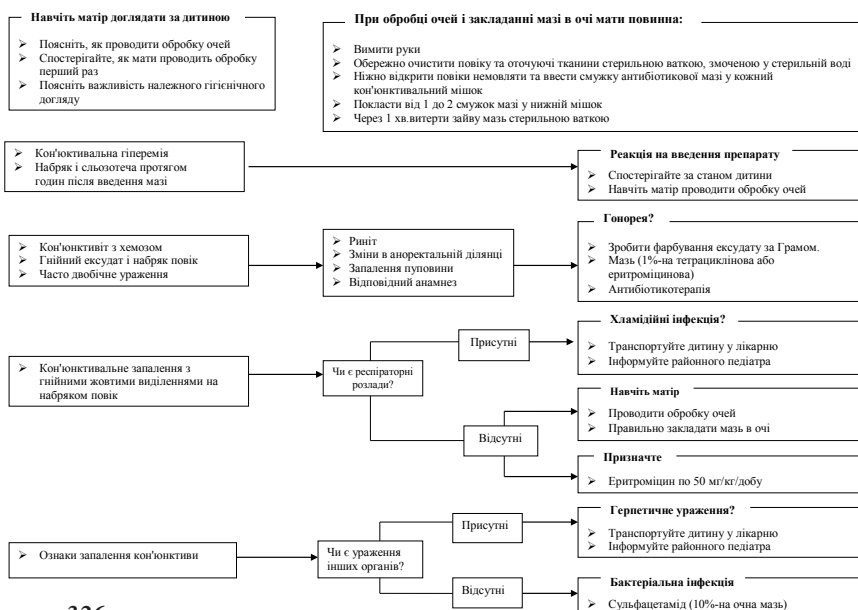 Навчіть матір доглядати за дитиною
➢ Поясніть, як проводити обробку очей
➢ Спостерігайте, як мати проводить обробку
перший раз
➢ Поясніть важливість належного гігієнічного
догляду
При обробці очей і закладанні мазі в очі мати повинна:
➢ Вимити руки
➢ Обережно очистити повіку та оточуючі тканини стерильною ваткою, змоченою у стерильній воді
➢ Ніжно відкрити повіки немовляти та ввести смужку антибіотикової мазі у кожний
кон'юнктивальний мішок
➢ Покласти від 1 до 2 смужок мазі у нижній мішок
➢ Через 1 хв.витерти зайву мазь стерильною ваткою
➢ Кон'юктивальна гіперемія
➢ Набряк і сльозотеча протягом
годин після введення мазі
Реакція на введення препарату
➢ Спостерігайте за станом дитини
➢ Навчіть матір проводити обробку очей
➢ Кон'юнктивіт з хемозом
➢ Гнійний ексудат і набряк повік
➢ Часто двобічне ураження
➢ Риніт
➢ Зміни в аноректальній ділянці
➢ Запалення пуповини
➢ Відповідний анамнез
Гонорея?
➢ Зробити фарбування ексудату за Грамом.
➢ Мазь (1%-на тетрациклінова або
еритроміцинова)
➢ Антибіотикотерапія
➢ Кон'юнктивальне запалення з
гнійними жовтими виділеннями на
набряком повік
Чи є респіраторні
розлади?
Присутні
Хламідійні інфекція?
➢ Транспортуйте дитину у лікарню
➢ Інформуйте районного педіатра
Відсутні
Навчіть матір
➢ Проводити обробку очей
➢ Правильно закладати мазь в очі
Призначте
➢ Еритроміцин по 50 мг/кг/добу
➢ Ознаки запалення кон'юнктиви
Чи є ураження
інших органів?
Присутні
Герпетичне ураження?
➢ Транспортуйте дитину у лікарню
➢ Інформуйте районного педіатра
Відсутні
Бактеріальна інфекція
➢ Сульфацетамід (10%-на очна мазь)
326